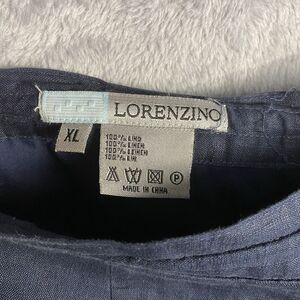 LORENZINO
XL
100% LINO
100% LINEN
100% LEINEN
100% LIN
P
MADE IN CHINA